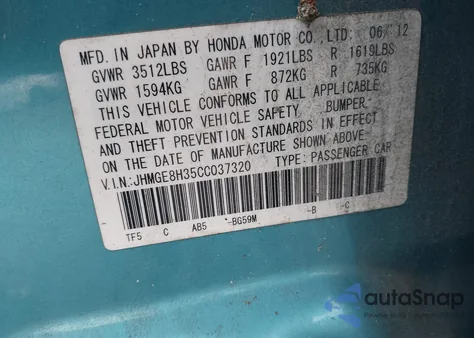 MFD. IN JAPAN BY HONDA MOTOR CO., LTD. 06/12
GVWR 3512LBS GAWR F 1921LBS R 1619LBS
GVWR 1594KG GAWR F 872KG R 735KG
THIS VEHICLE CONFORMS TO ALL APPLICABLE
FEDERAL MOTOR VEHICLE SAFETY BUMPER
AND THEFT PREVENTION STANDARDS IN EFFECT
ON THE DATE OF MANUFACTURE SHOWN ABOVE
V.I.N.:JHMGE8H35CC037320 TYPE: PASSENGER CAR
TF5 C AB5 -BG59M -B -C
autoSnap